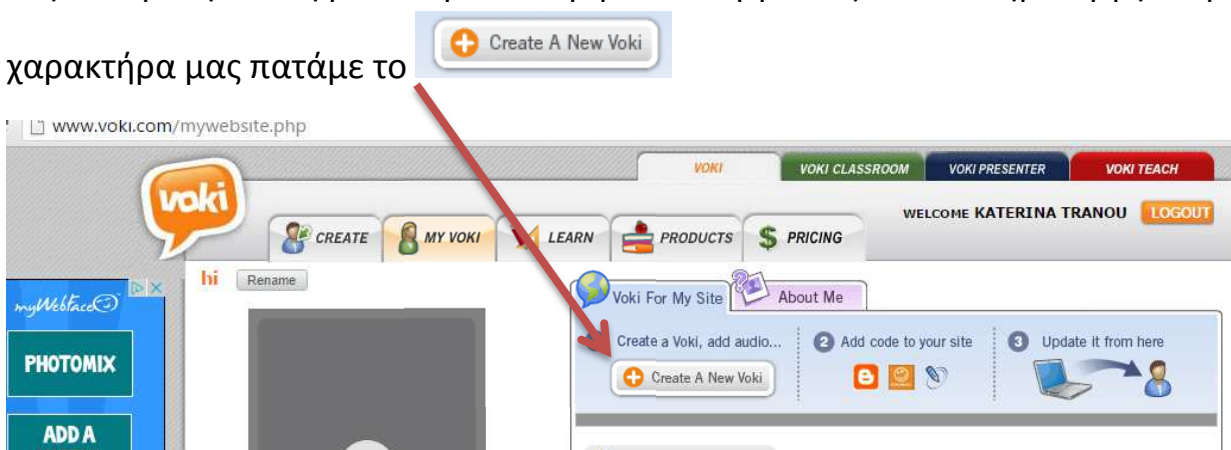 Create A New Voki
χαρακτήρα μας πατάμε το
www.voki.com/mywebsite.php
VOKI VOKI CLASSROOM VOKI PRESENTER VOKI TEACH
voki
WELCOME KATERINA TRANOU LOGOUT
CREATE MY VOKI LEARN PRODUCTS PRICING
hi Rename
myWebface
Voki For My Site About Me
PHOTOMIX
Create a Voki, add audio... 2 Add code to your site 3 Update it from here
Create A New Voki
ADD A